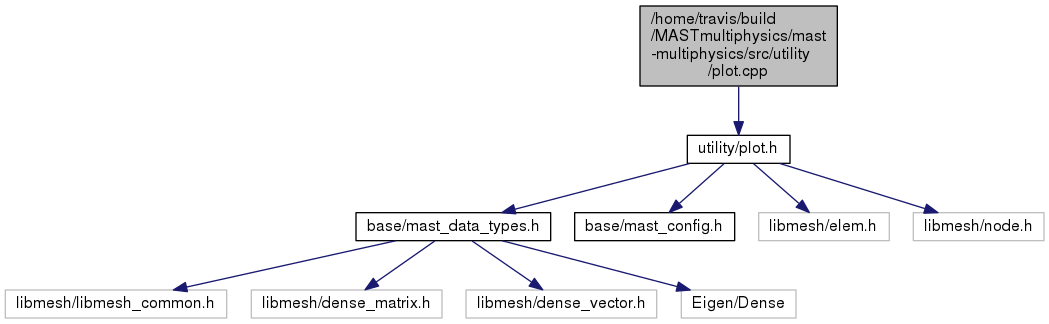 /home/travis/build
/MASTmultiphysics/mast
-multiphysics/src/utility
/plot.cpp
utility/plot.h
base/mast_data_types.h
base/mast_config.h
libmesh/elem.h
libmesh/node.h
libmesh/libmesh_common.h
libmesh/dense_matrix.h
libmesh/dense_vector.h
Eigen/Dense